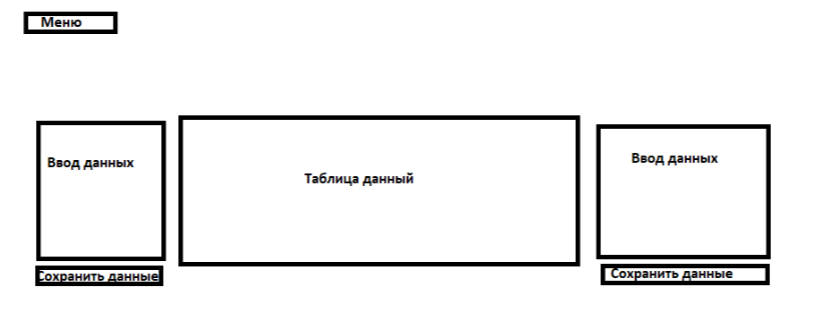 Меню
Ввод данных
Таблица данный
Ввод данных
Сохранить данные
Сохранить данные